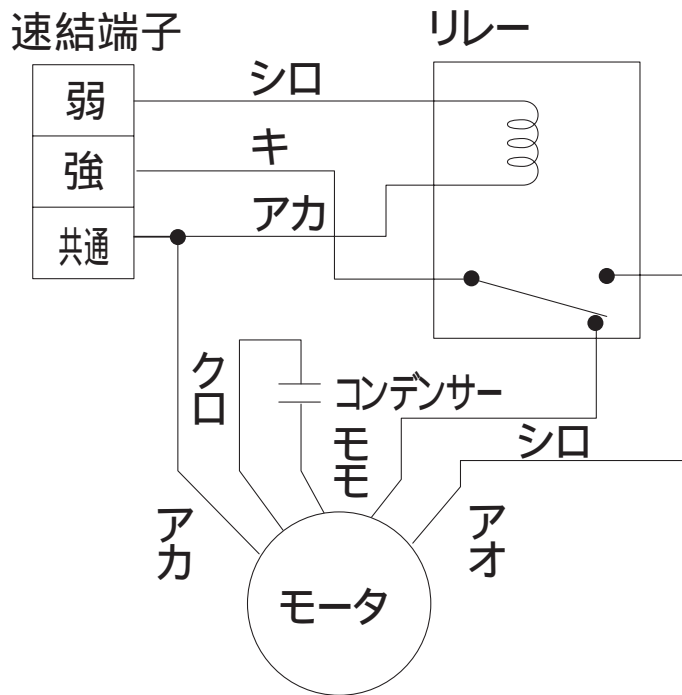 速結端子
リレー
弱
シロ
強
キ
共通
アカ
クロ
コンデンサー
モモ
シロ
アカ
アオ
モータ